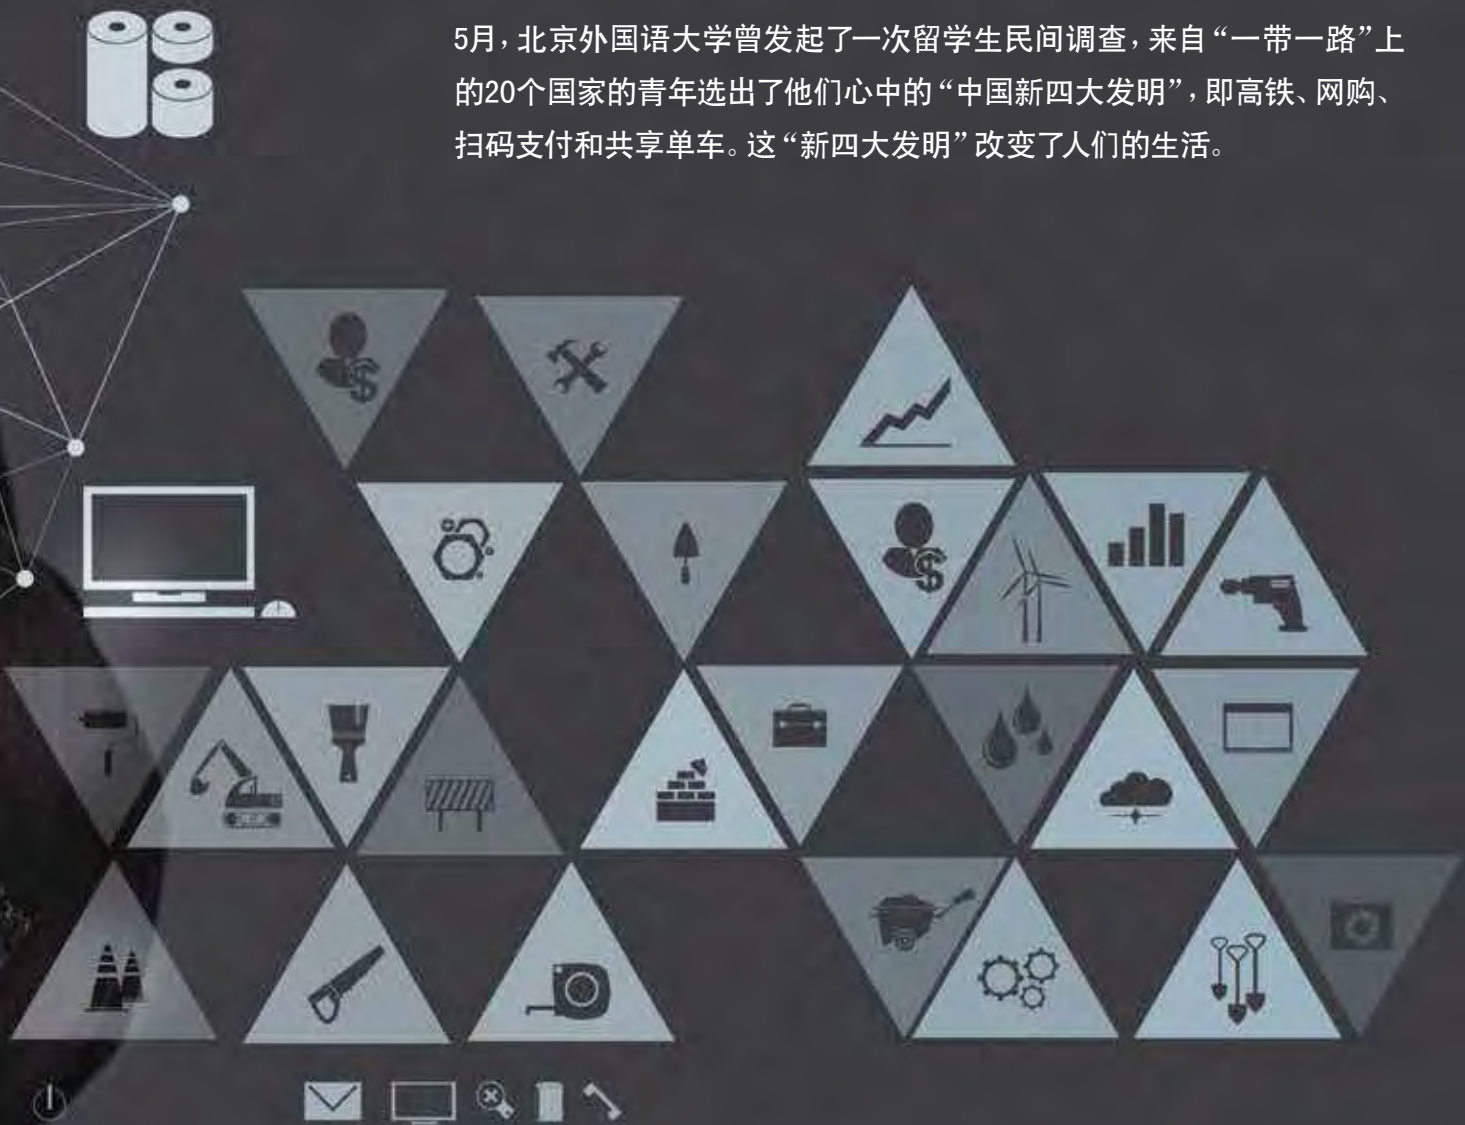 5月，北京外国语大学曾发起了一次留学生民间调查，来自“一带一路”上
的20个国家的青年选出了他们心中的“中国新四大发明”，即高铁、网购、
扫码支付和共享单车。这“新四大发明”改变了人们的生活。